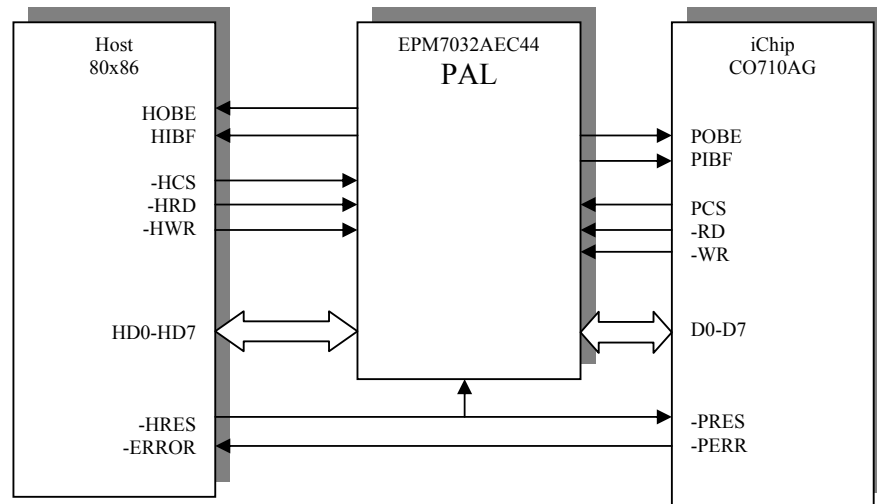 Host
80x86
HOBE
HIBF
-HCS
-HRD
-HWR
HD0-HD7
-HRES
-ERROR
EPM7032AEC44
PAL
iChip
CO710AG
POBE
PIBF
PCS
-RD
-WR
D0-D7
-PRES
-PERR